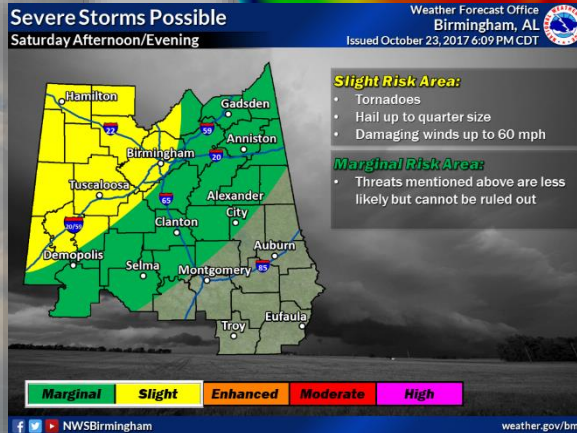 Severe Storms Possible
Saturday Afternoon/Evening
Weather Forecast Office
Birmingham, AL
Issued October 23, 2017 6:09 PM CDT
Slight Risk Area:
• Tornadoes
• Hail up to quarter size
• Damaging winds up to 60 mph
Marginal Risk Area:
• Threats mentioned above are less
likely but cannot be ruled out
Hamilton
Gadsden
22
59
Anniston
Birmingham
20
Tuscaloosa
65
Alexander
City
20/59
Clanton
Auburn
Demopolis
Selma
Montgomery
85
Troy
Eufaula
Marginal
Slight
Enhanced
Moderate
High
NWSBirmingham
weather.gov/bm